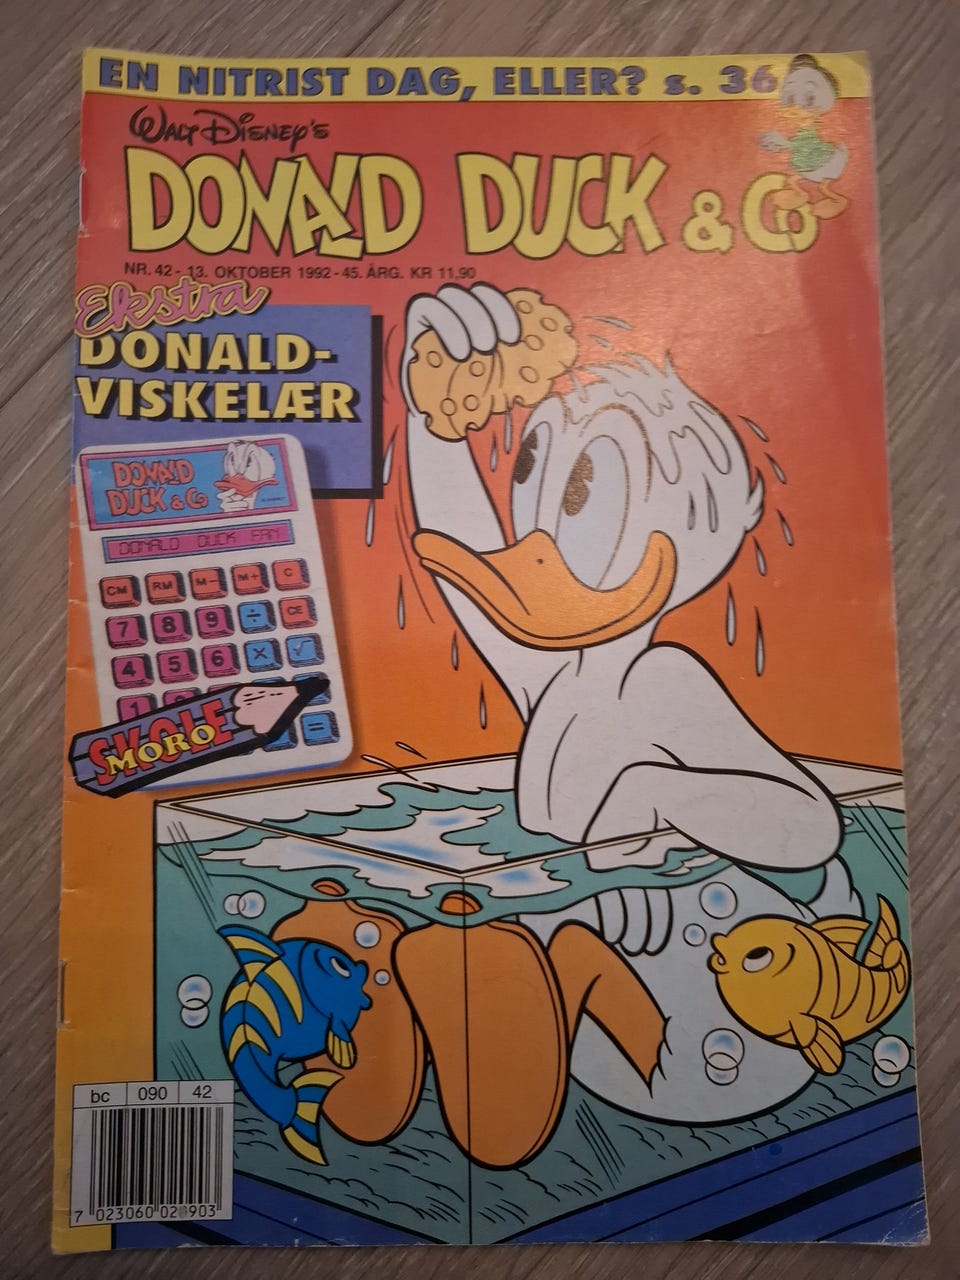 EN NITRIST DAG, ELLER? s. 36
WALT DISNEY'S
DONALD DUCK & Co
NR. 42 - 13. OKTOBER 1992 - 45. ÅRG. KR 11,90
Ekstra
DONALD-
VISKELÆR
DONALD
DUCK & Co
DONALD DUCK
CM RM M- M+ C
7 8 9 ÷ CE
4 5 6 × √
1
=
SKOLE
MORO
bc 090 42
7 023060 020903